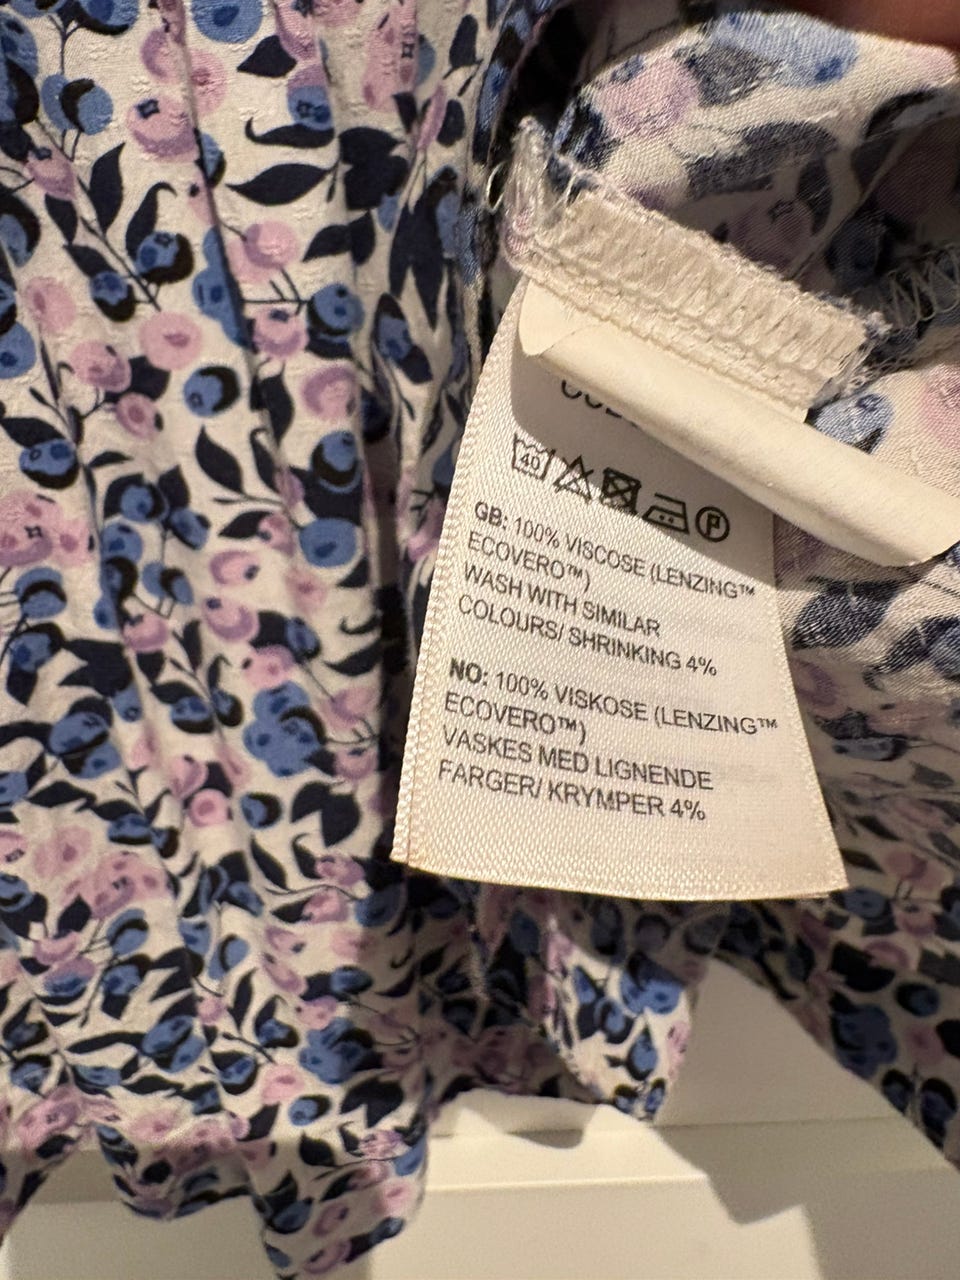 40
P
GB: 100% VISCOSE (LENZING™
ECOVERO™)
WASH WITH SIMILAR
COLOURS/ SHRINKING 4%
NO: 100% VISKOSE (LENZING™
ECOVERO™)
VASKES MED LIGNENDE
FARGER/ KRYMPER 4%